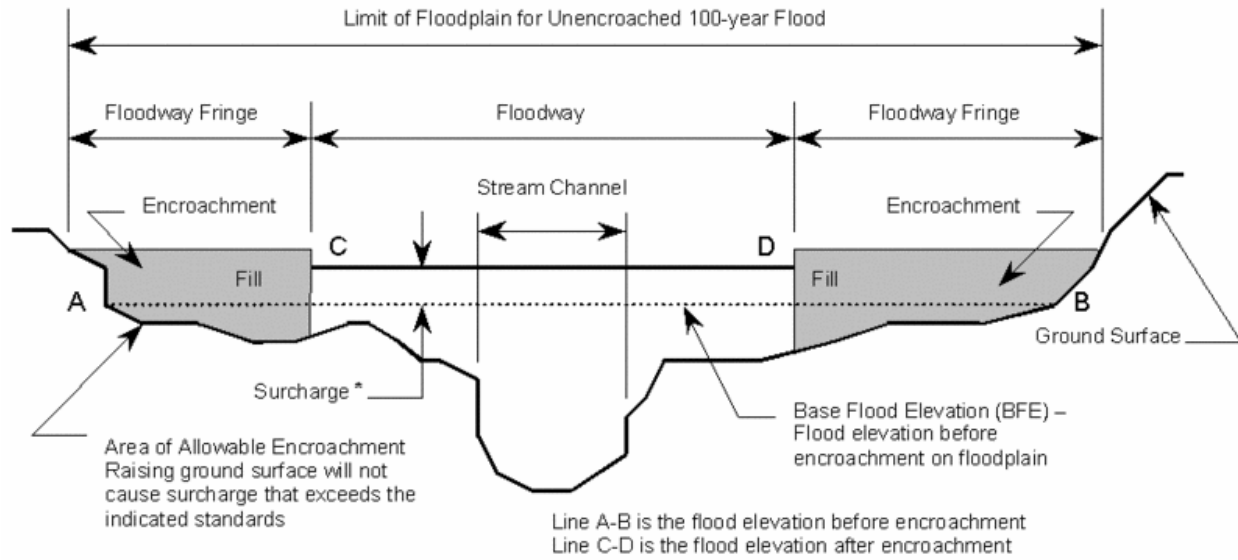 Limit of Floodplain for Unencroached 100-year Flood
Floodway Fringe
Floodway
Floodway Fringe
Stream Channel
Encroachment
Encroachment
C
D
Fill
Fill
A
B
Ground Surface
Surcharge *
Base Flood Elevation (BFE) –
Flood elevation before
encroachment on floodplain
Area of Allowable Encroachment
Raising ground surface will not
cause surcharge that exceeds the
indicated standards
Line A-B is the flood elevation before encroachment
Line C-D is the flood elevation after encroachment